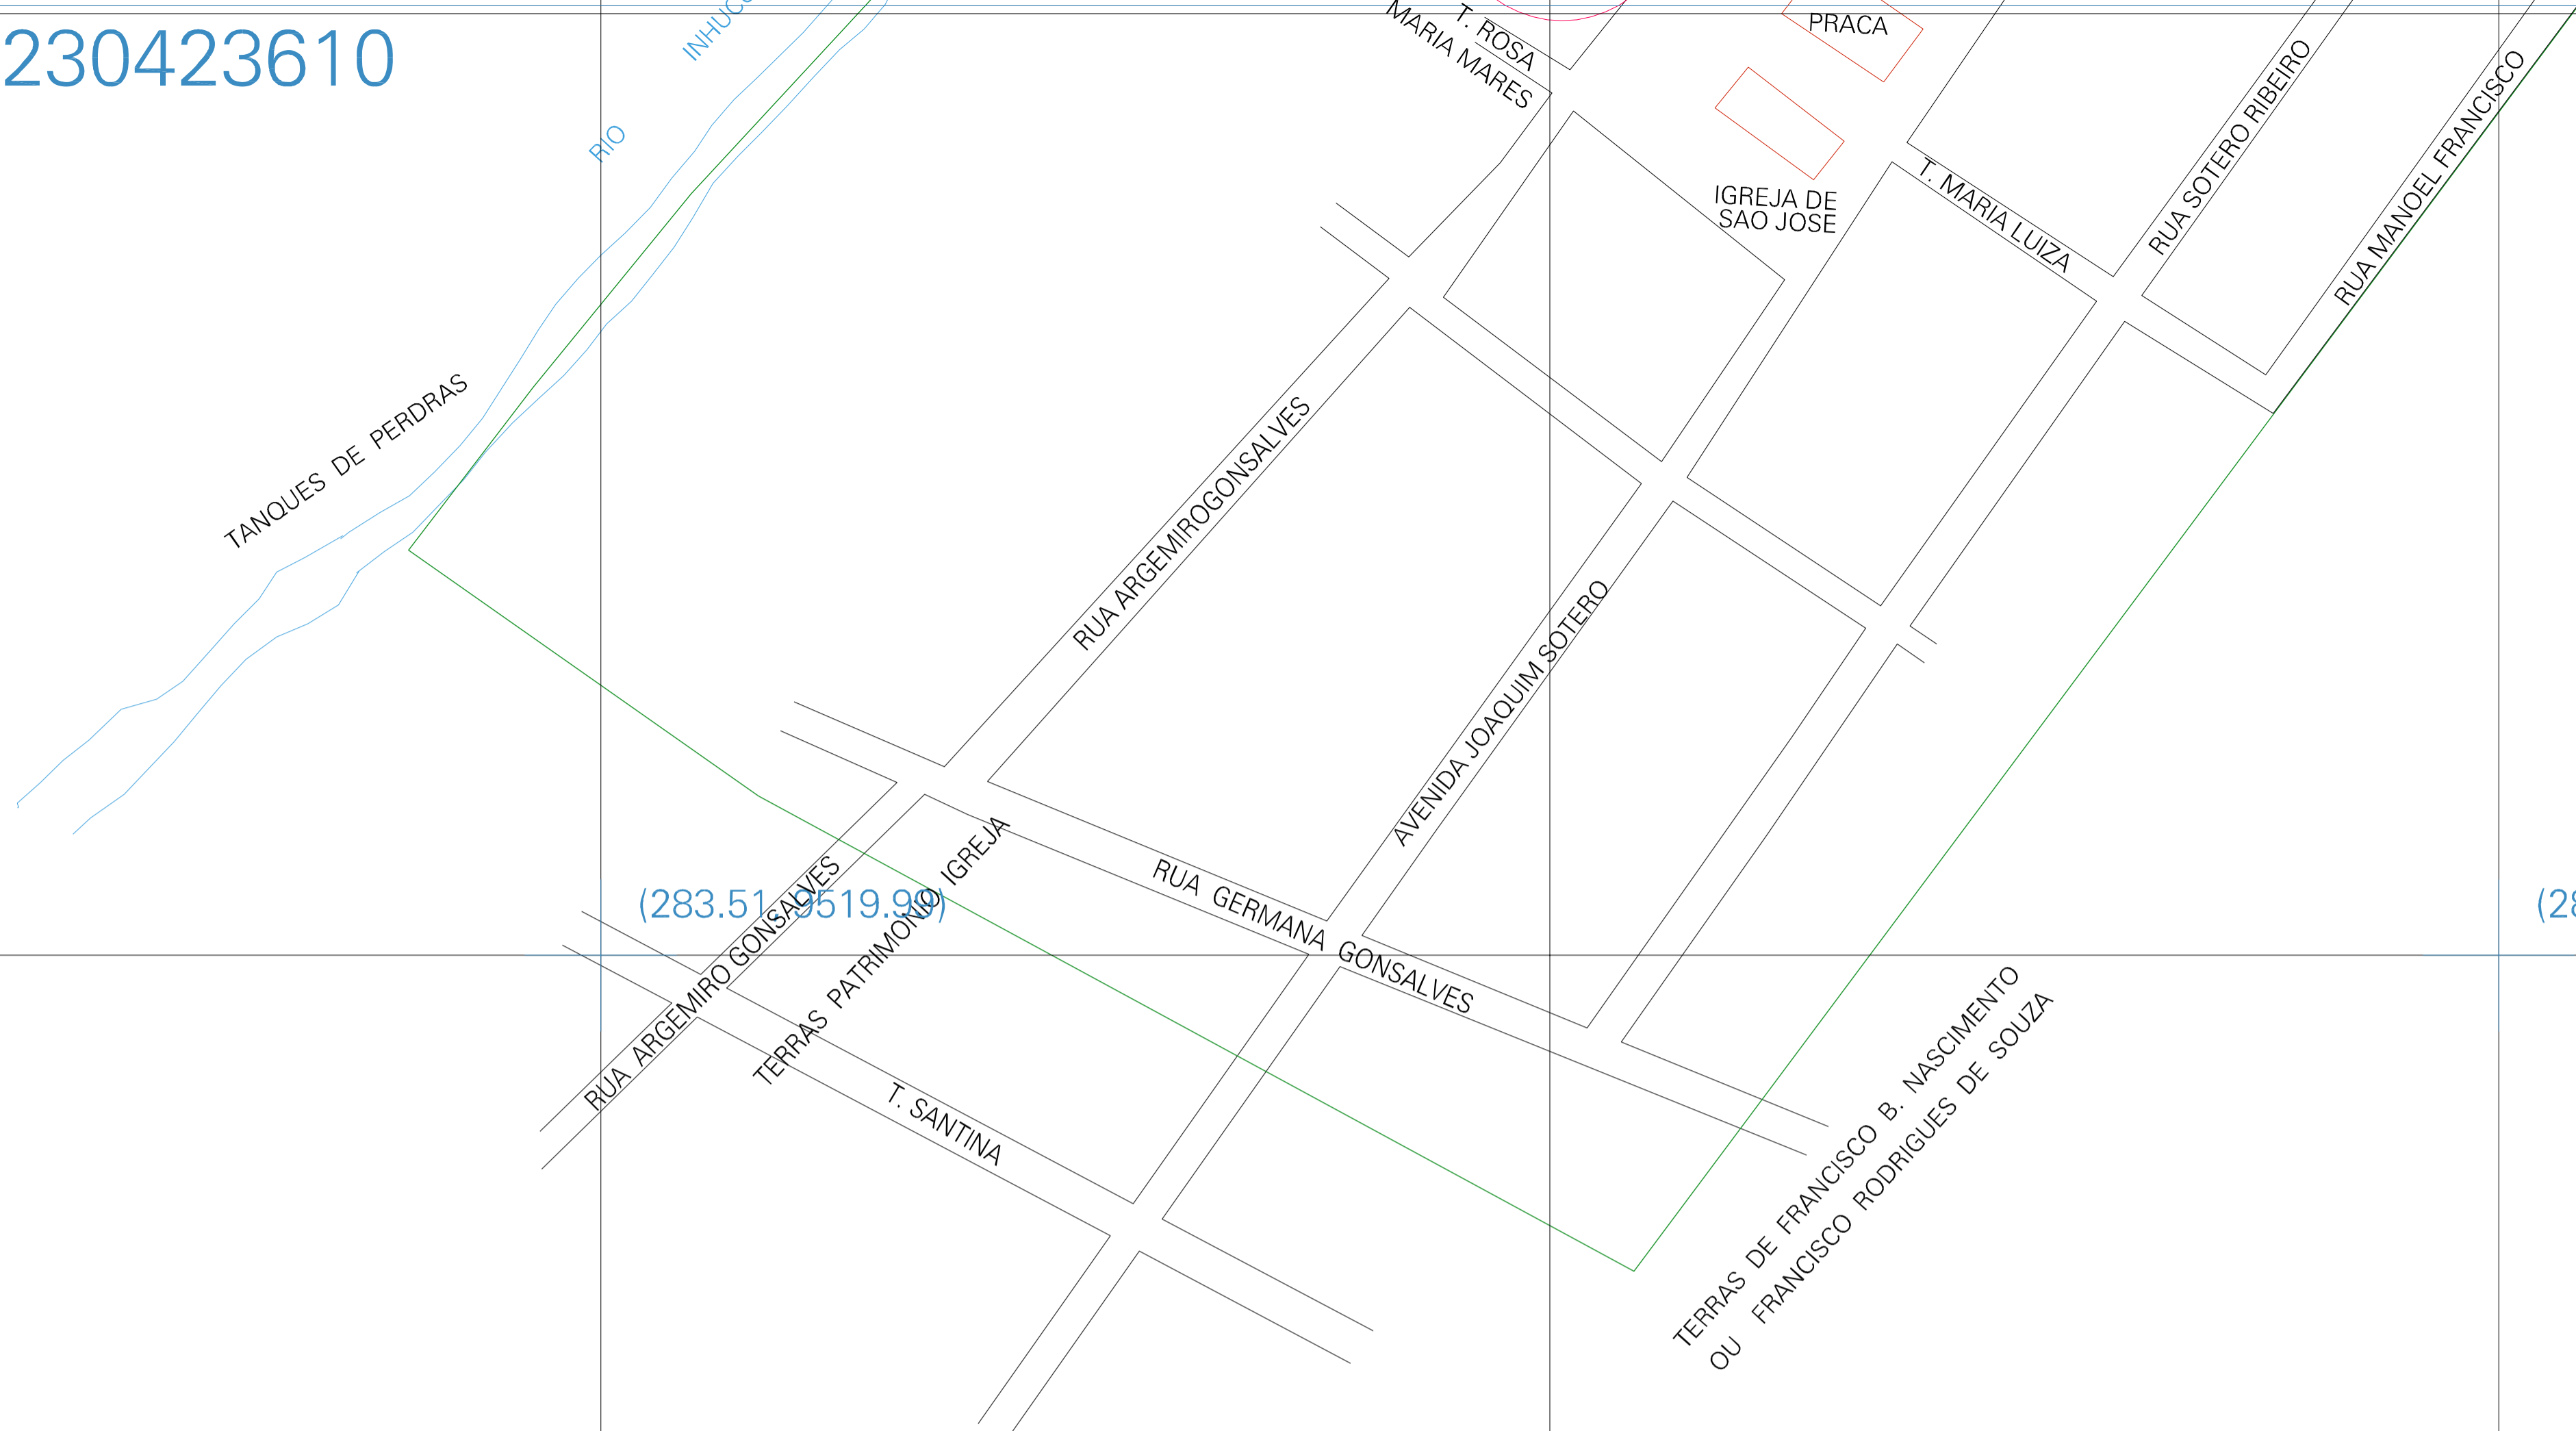 230423610
RIO
T. ROSA
MARIA MARES
PRACA
IGREJA DE
SAO JOSE
T. MARIA LUIZA
RUA SOTERO RIBEIRO
RUA MANOEL FRANCISCO
TANQUES DE PERDRAS
RUA ARGEMIROGONSALVES
AVENIDA JOAQUIM SOTERO
RUA GERMANA GONSALVES
(283.51, 9519.99)
RUA ARGEMIRO GONSALVES
TERRAS PATRIMONIO IGREJA
T. SANTINA
TERRAS DE FRANCISCO B. NASCIMENTO
OU FRANCISCO RODRIGUES DE SOUZA